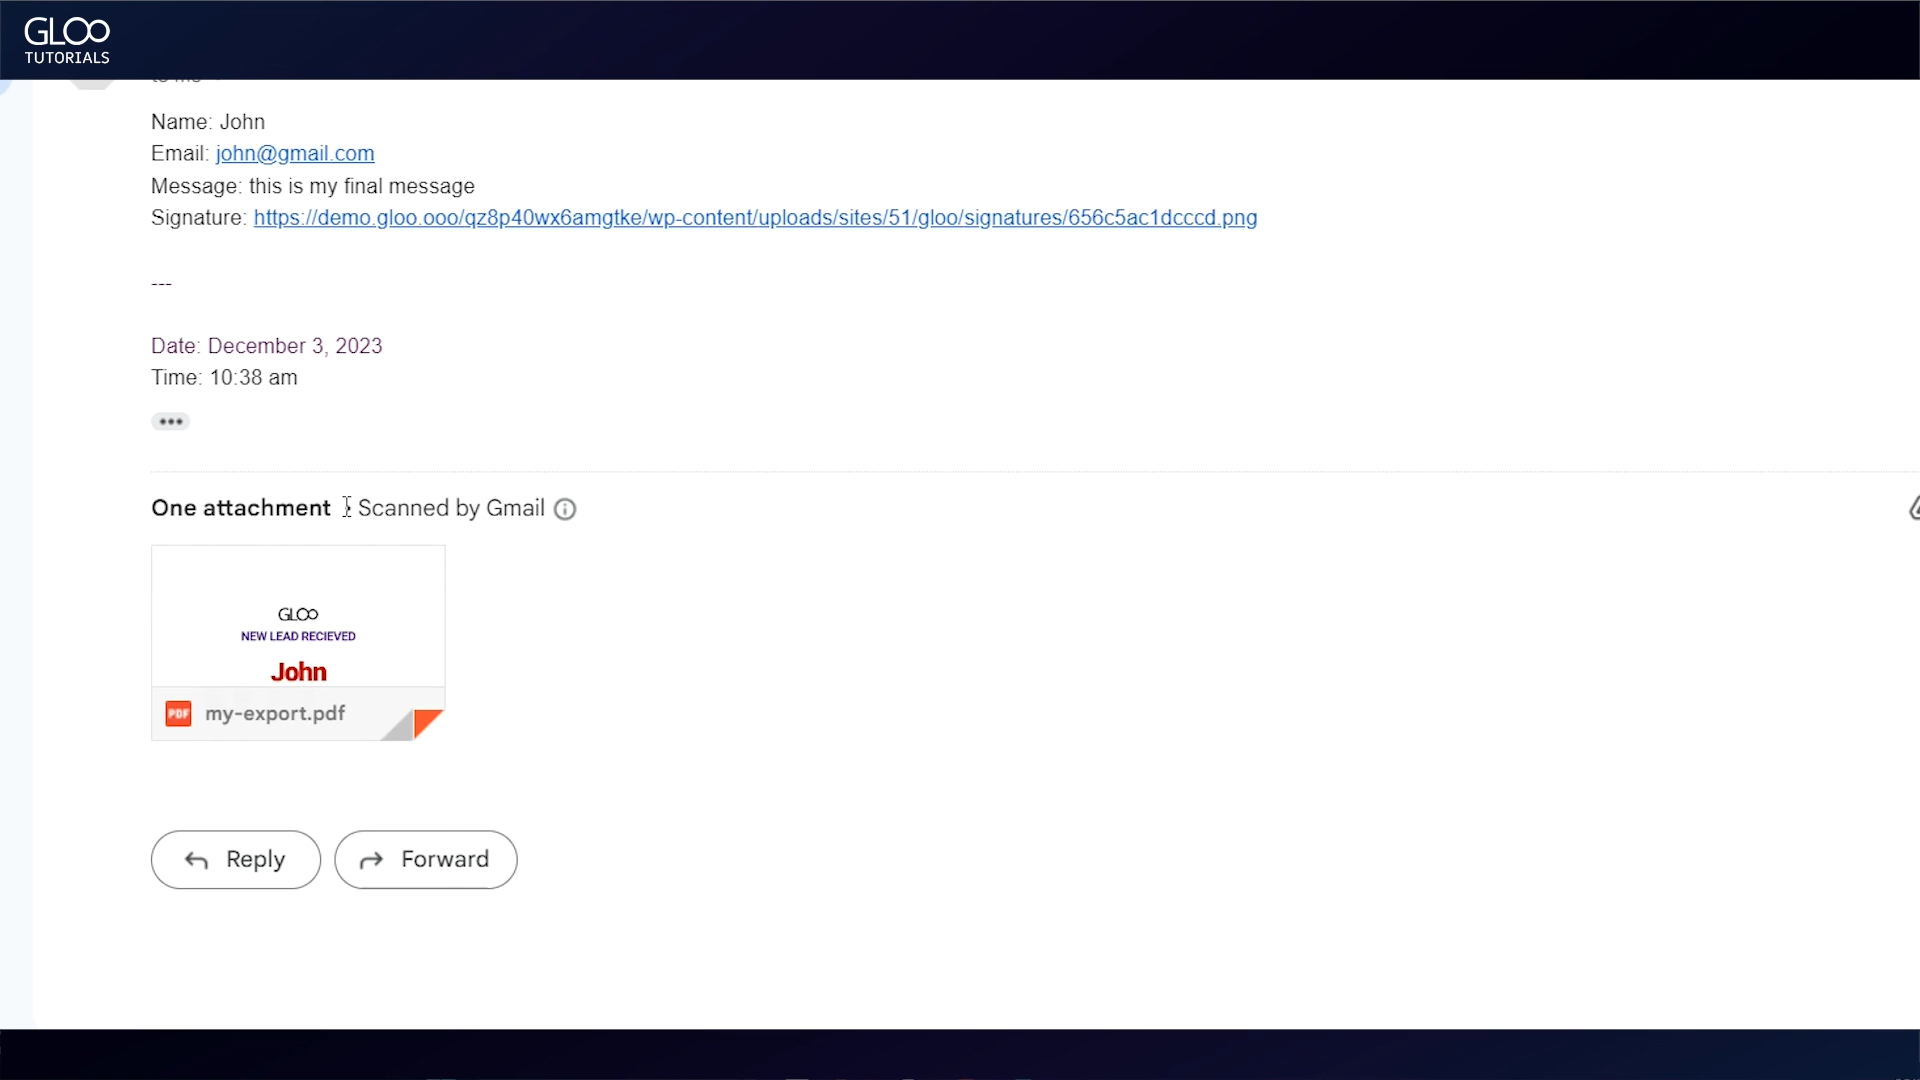 GLOO
TUTORIALS
Name: John
Email: john@gmail.com
Message: this is my final message
Signature: https://demo.gloo.ooo/qz8p40wx6amgtke/wp-content/uploads/sites/51/gloo/signatures/656c5ac1dcccd.png
---
Date: December 3, 2023
Time: 10:38 am
One attachment • Scanned by Gmail
GLOO
NEW LEAD RECIEVED
John
PDF my-export.pdf
Reply Forward